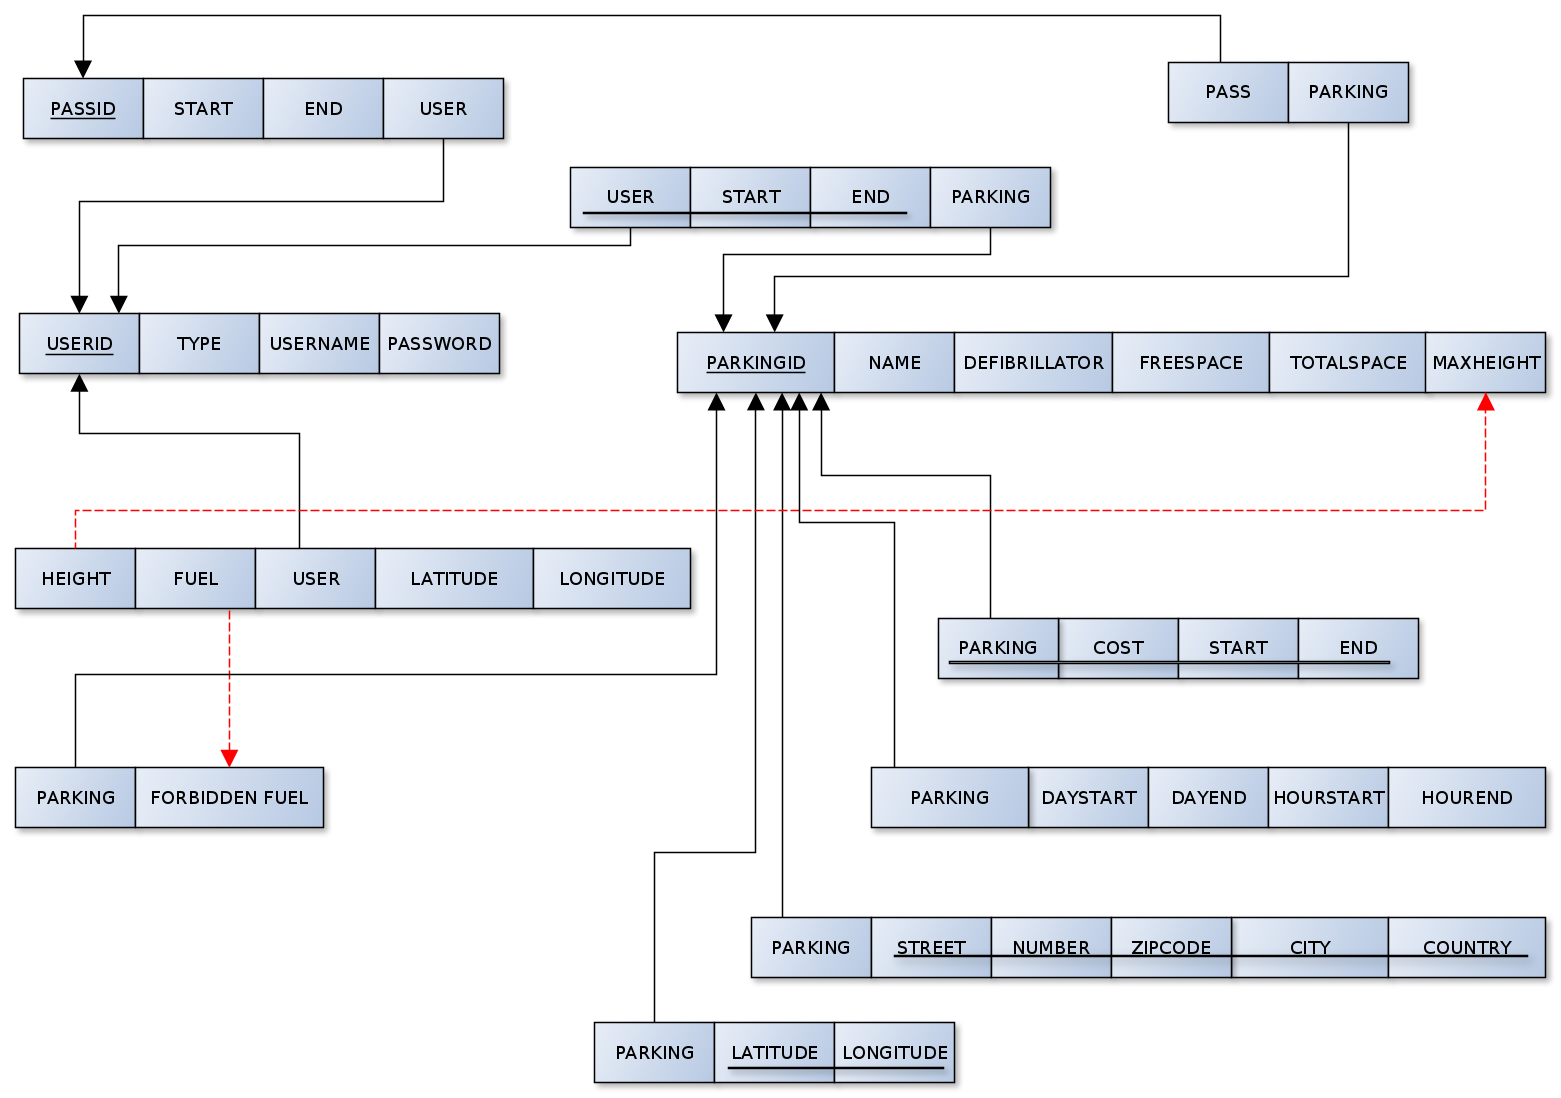 PASS PARKING
PASSID START END USER
USER START END PARKING
USERID TYPE USERNAME PASSWORD
PARKINGID NAME DEFIBRILLATOR FREESPACE TOTALSPACE MAXHEIGHT
HEIGHT FUEL USER LATITUDE LONGITUDE
PARKING COST START END
PARKING FORBIDDEN FUEL
PARKING DAYSTART DAYEND HOURSTART HOUREND
PARKING STREET NUMBER ZIPCODE CITY COUNTRY
PARKING LATITUDE LONGITUDE